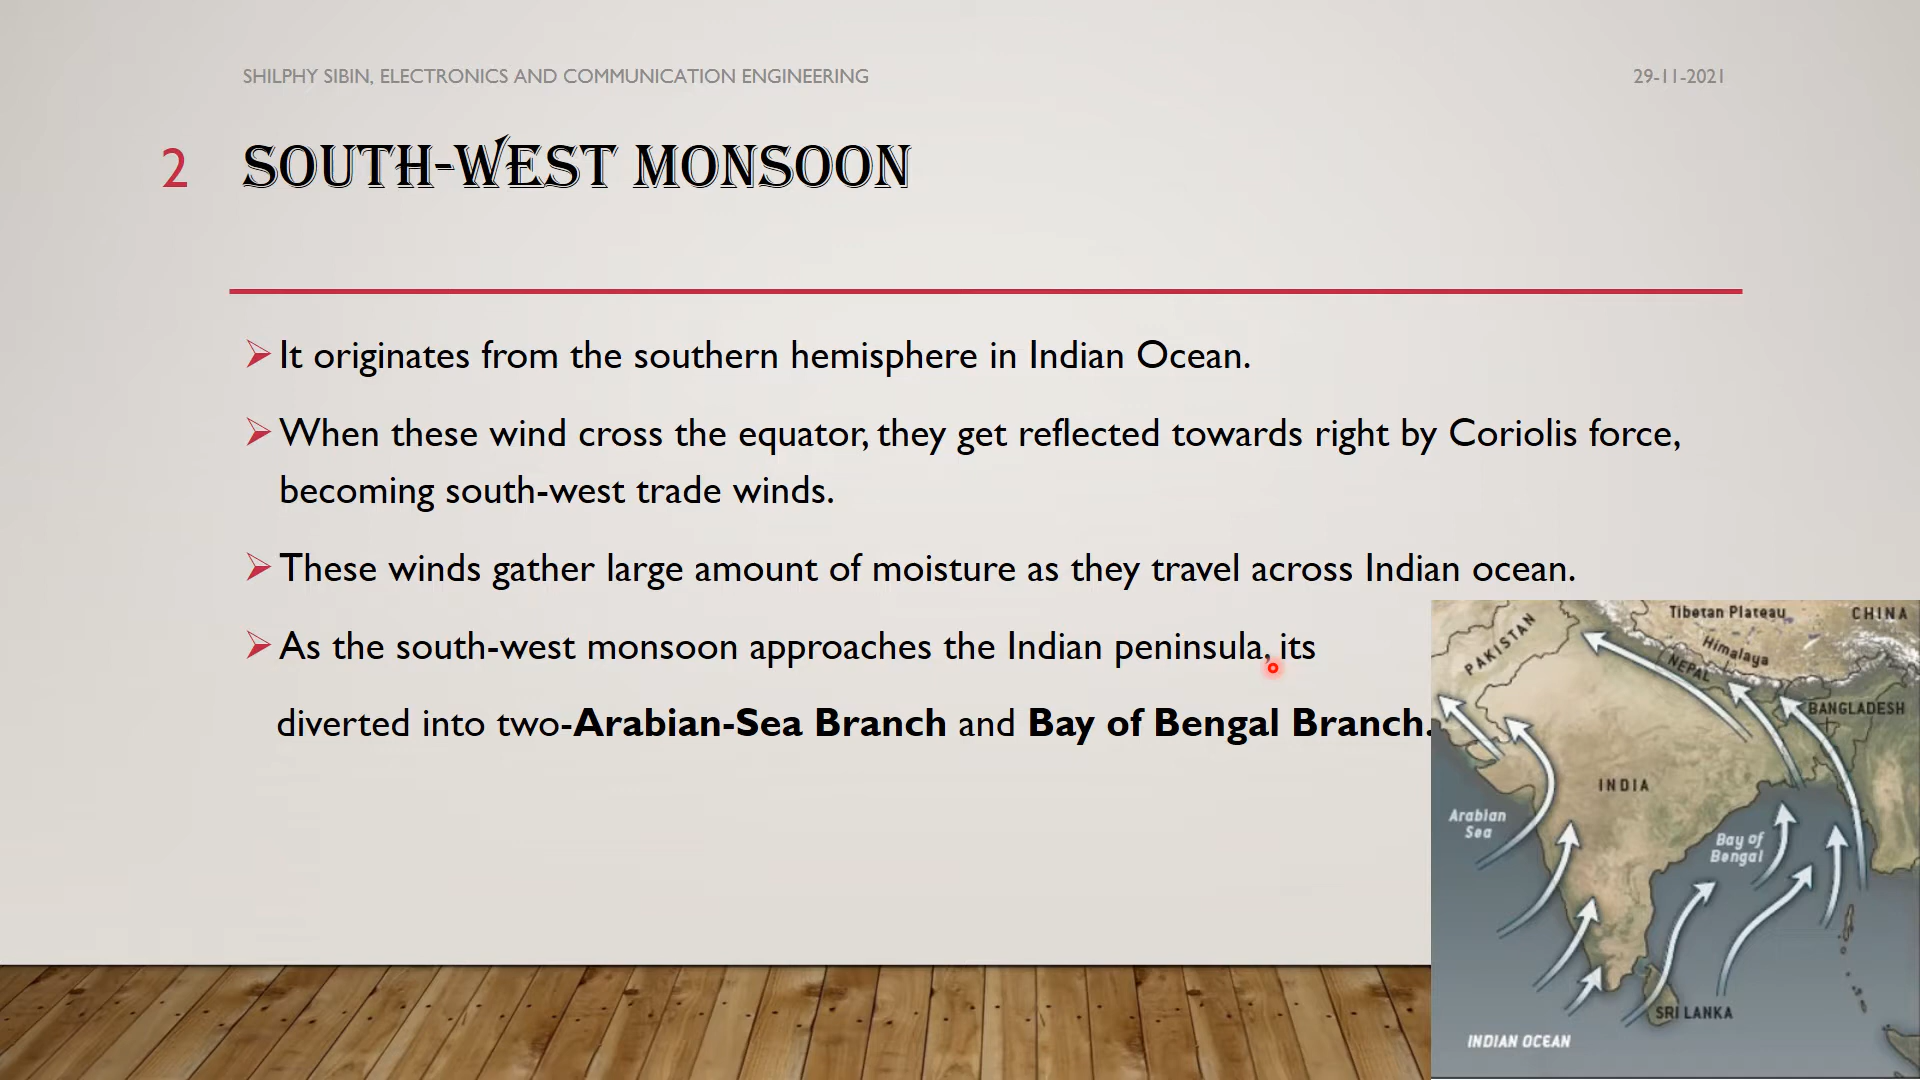 SHILPHY SIBIN, ELECTRONICS AND COMMUNICATION ENGINEERING
29-11-2021
2
SOUTH-WEST MONSOON
It originates from the southern hemisphere in Indian Ocean.
When these wind cross the equator, they get reflected towards right by Coriolis force,
becoming south-west trade winds.
These winds gather large amount of moisture as they travel across Indian ocean.
As the south-west monsoon approaches the Indian peninsula, its
diverted into two-Arabian-Sea Branch and Bay of Bengal Branch.
Tibetan Plateau
CHINA
PAKISTAN
Himalaya
NEPAL
BANGLADESH
INDIA
Arabian
Sea
Bay of
Bengal
SRI LANKA
INDIAN OCEAN